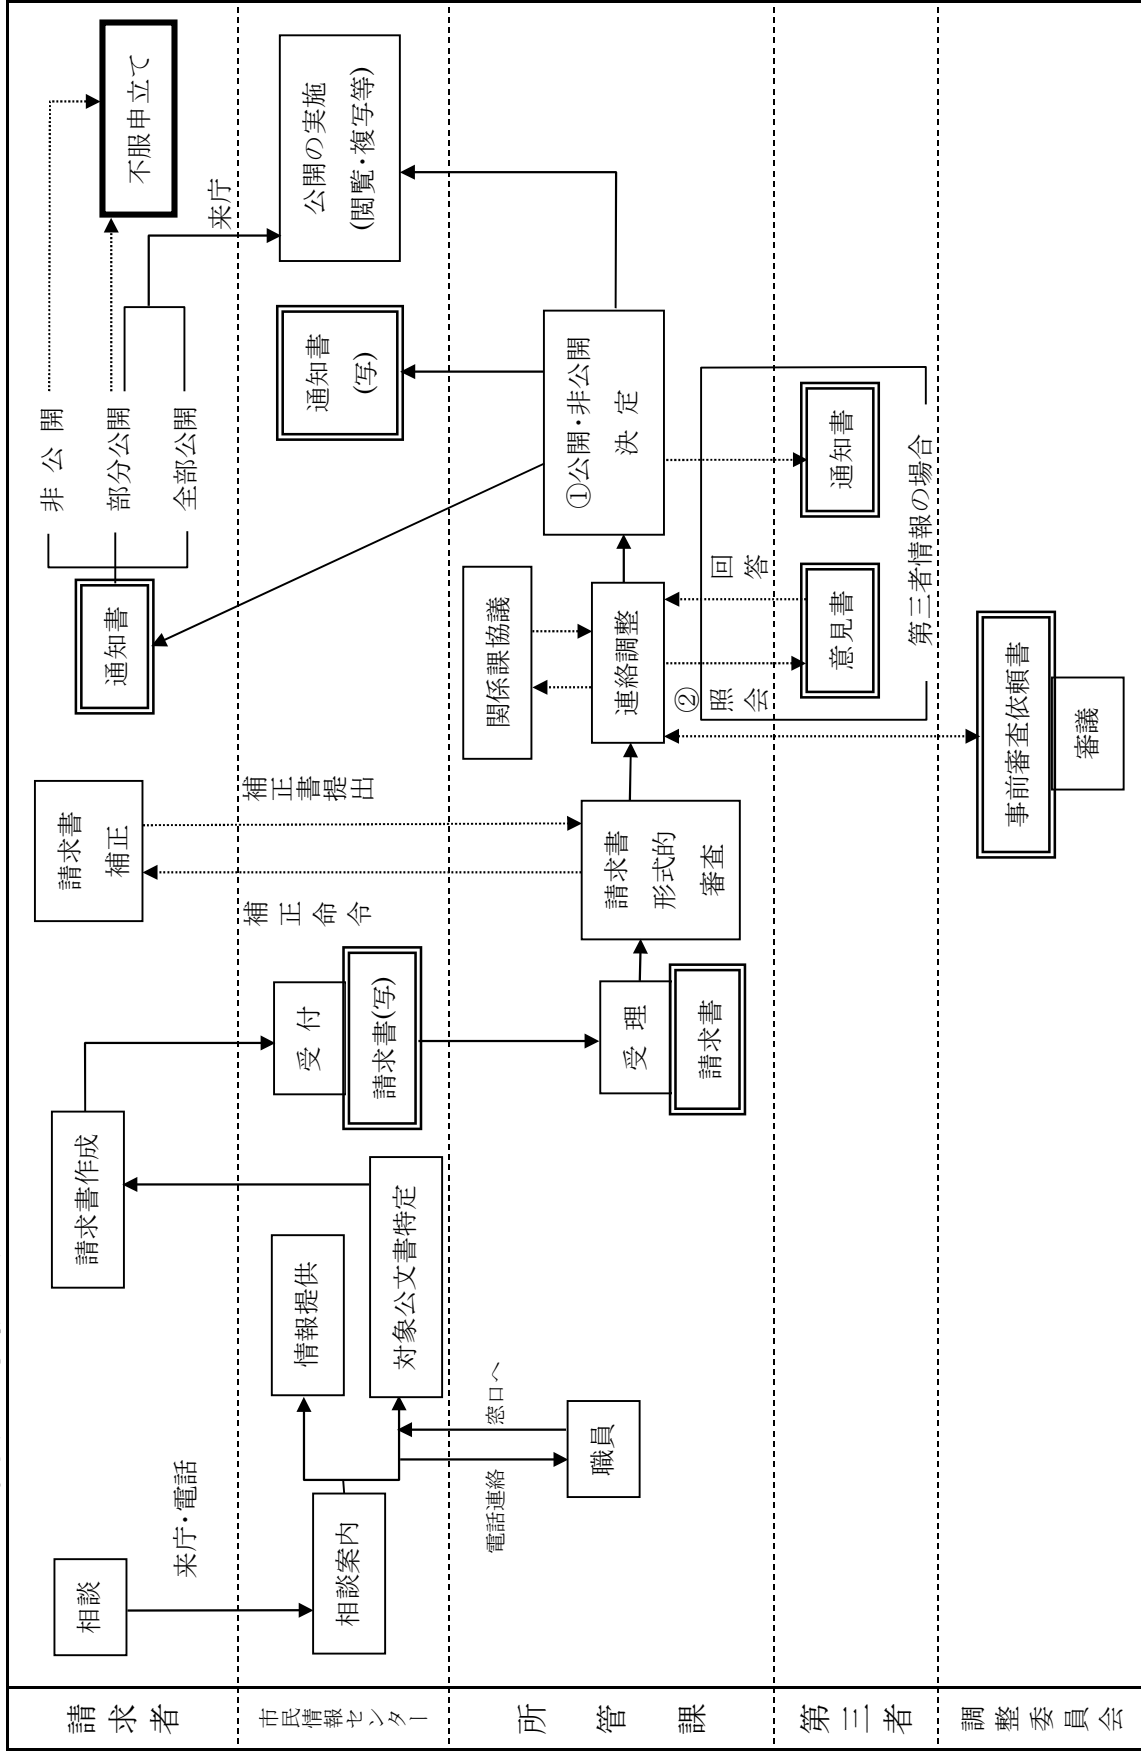 請求者
相談
来庁・電話
請求書作成
請求書
補正
通知書
非公開
部分公開
全部公開
不服申立て
来庁
市民情報センター
相談案内
情報提供
対象公文書特定
受付
請求書(写)
補正命令
補正書提出
通知書
(写)
公開の実施
(閲覧・複写等)
所管課
電話連絡
窓口へ
職員
受理
請求書
請求書
形式的
審査
関係課協議
連絡調整
①公開・非公開
決定
第三者
②照会
回答
意見書
通知書
第三者情報の場合
調整委員会
事前審査依頼書
審議